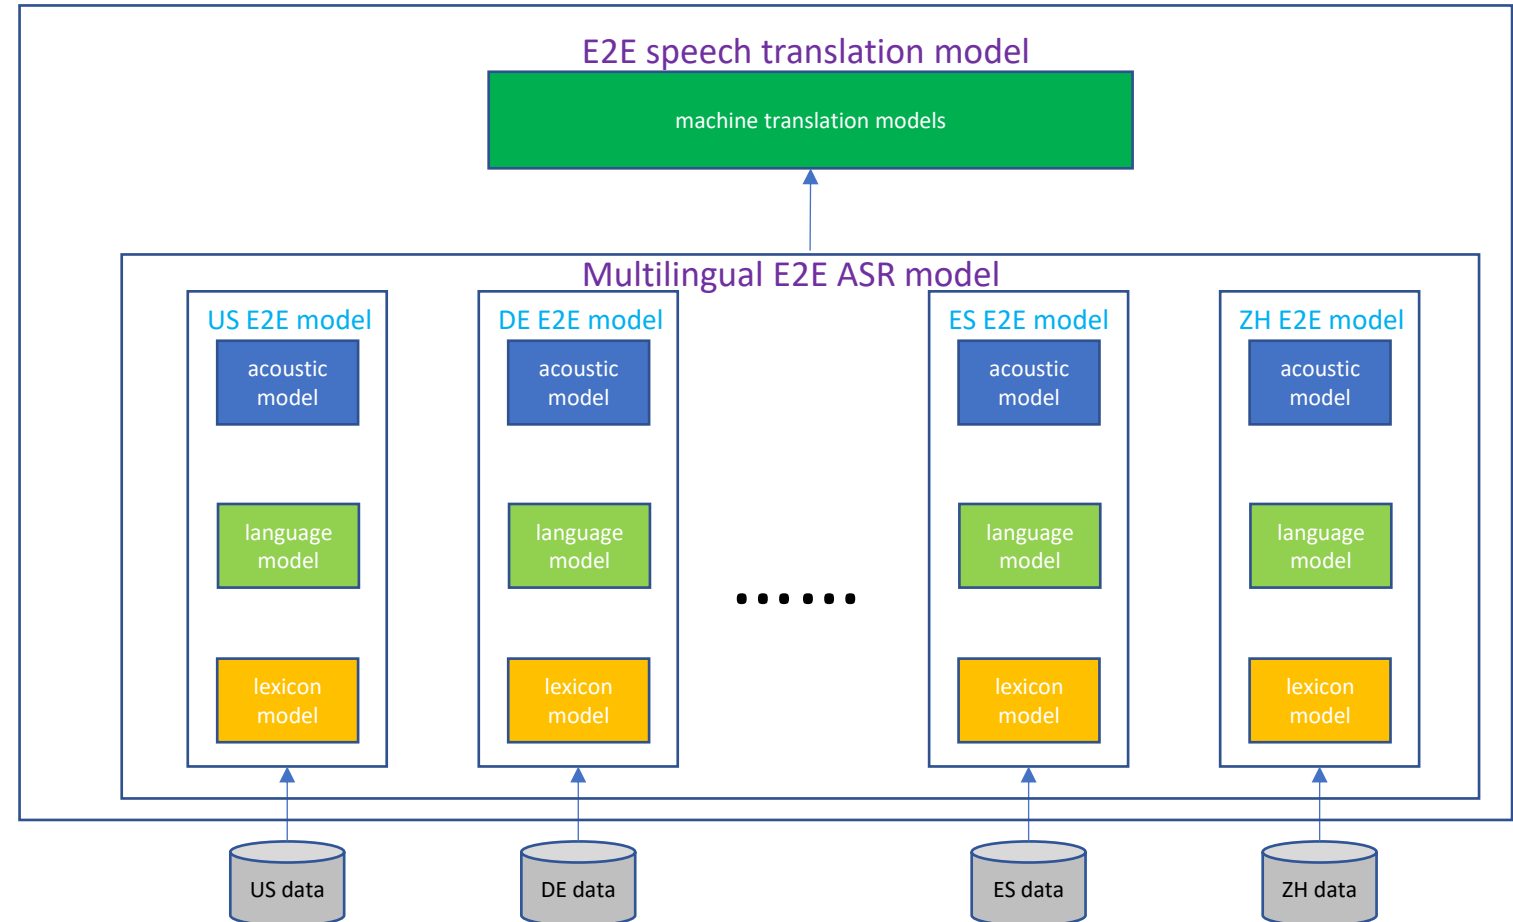 E2E speech translation model
machine translation models
Multilingual E2E ASR model
US E2E model
acoustic
model
language
model
lexicon
model
DE E2E model
acoustic
model
language
model
lexicon
model
......
ES E2E model
acoustic
model
language
model
lexicon
model
ZH E2E model
acoustic
model
language
model
lexicon
model
US data
DE data
ES data
ZH data